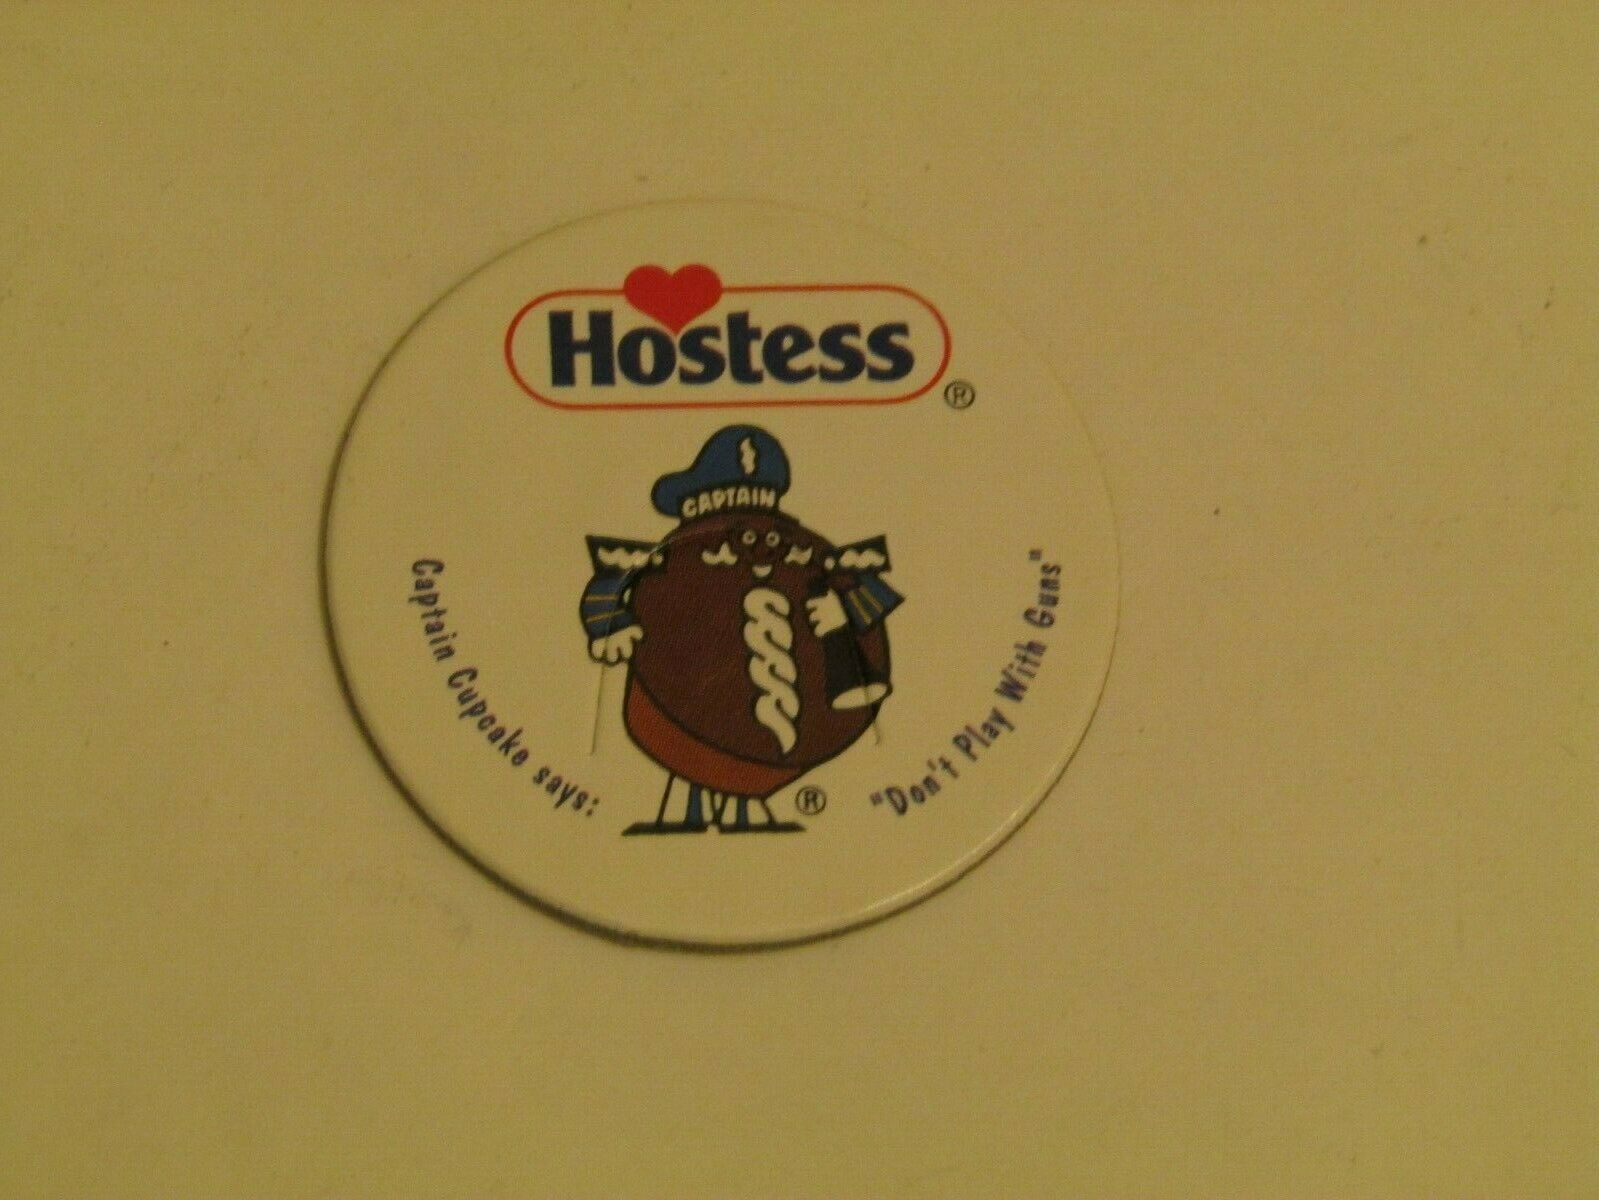 Hostess
®
CAPTAIN
Captain Cupcake says:
"Don't Play With Guns"
®